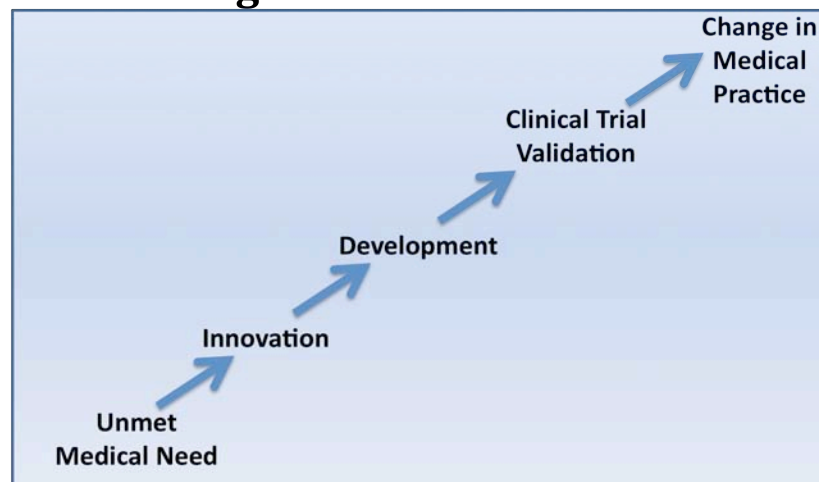 Change in
Medical
Practice
Clinical Trial
Validation
Development
Innovation
Unmet
Medical Need